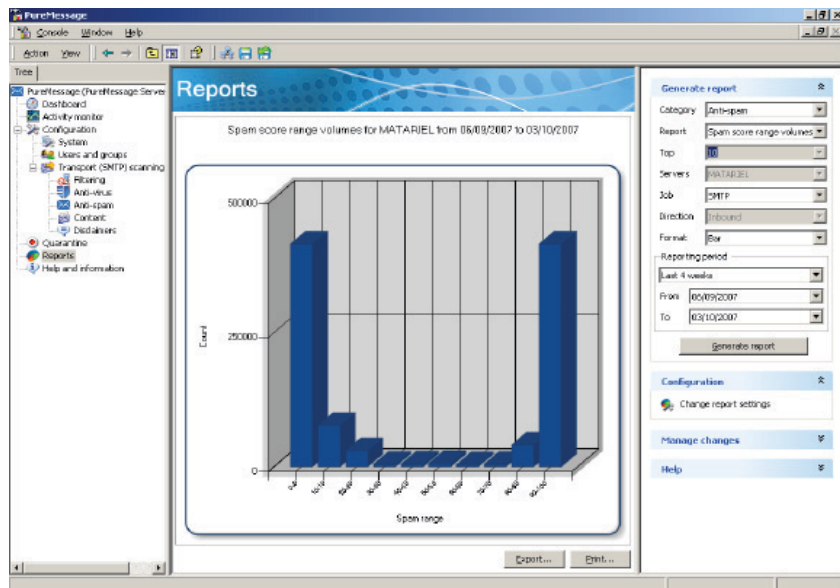 PureMessage
Console Window Help
Action View
Tree
PureMessage (PureMessage Server
Dashboard
Activity monitor
Configuration
System
Users and groups
Transport (SMTP) scanning
Filtering
Anti-virus
Anti-spam
Content
Disclaimers
Quarantine
Reports
Help and information
Reports
Spam score range volumes for MATARIEL from 06/09/2007 to 03/10/2007
500000
250000
0
Count
Spam range
Export...
Print...
Generate report
Category Anti-spam
Report Spam score range-volumes
Top 10
Servers MATARIEL
Job SMTP
Direction Inbound
Format Bar
Reporting period
Last 4 weeks
From 06/09/2007
To 03/10/2007
Generate report
Configuration
Change report settings
Manage changes
Help